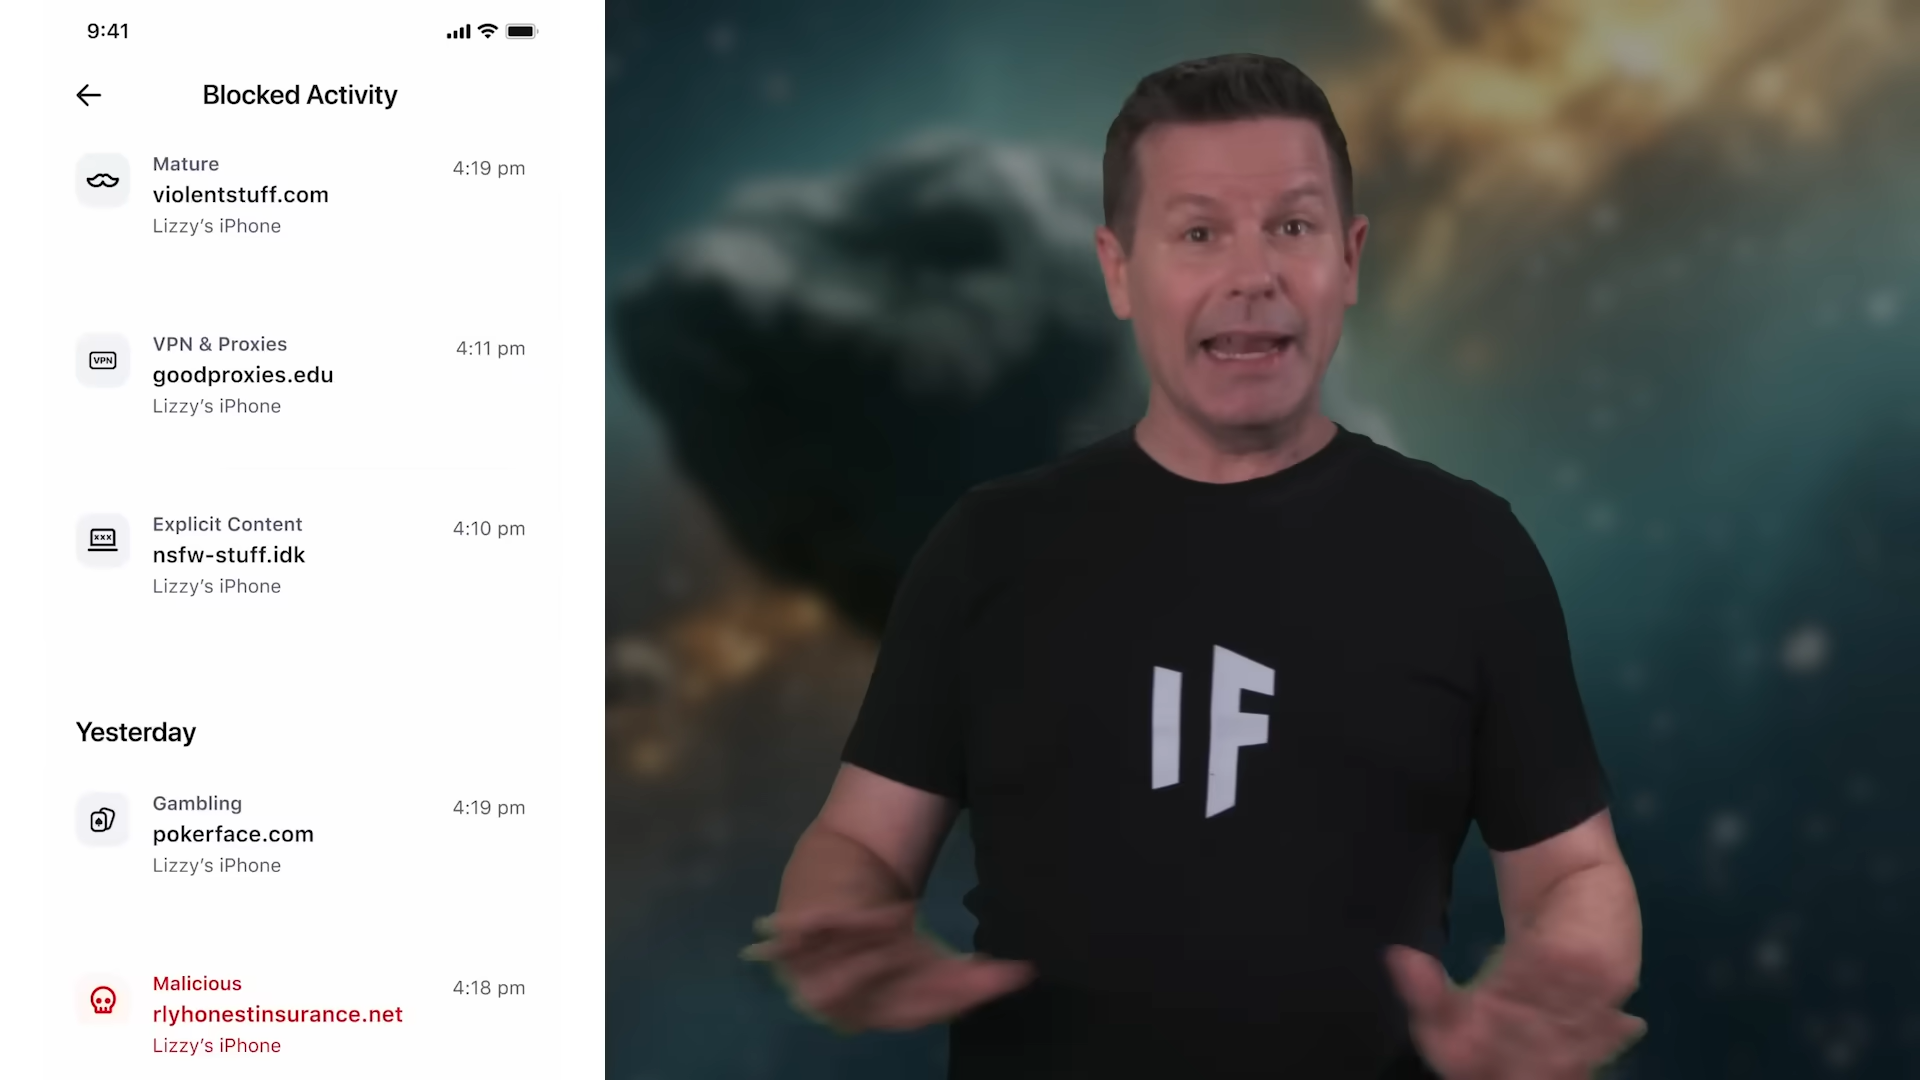 9:41
Blocked Activity
Mature
4:19 pm
violentstuff.com
Lizzy's iPhone
VPN & Proxies
4:11 pm
VPN
goodproxies.edu
Lizzy's iPhone
Explicit Content
4:10 pm
xxx
nsfw-stuff.idk
Lizzy's iPhone
Yesterday
Gambling
4:19 pm
pokerface.com
Lizzy's iPhone
Malicious
4:18 pm
rlyhonestinsurance.net
Lizzy's iPhone
IF